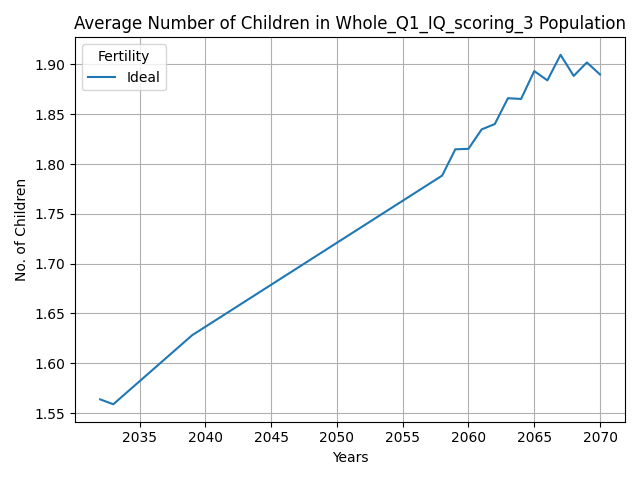 Average Number of Children in Whole_Q1_IQ_scoring_3 Population
Fertility
Ideal
No. of Children
1.90
1.85
1.80
1.75
1.70
1.65
1.60
1.55
2035 2040 2045 2050 2055 2060 2065 2070
Years